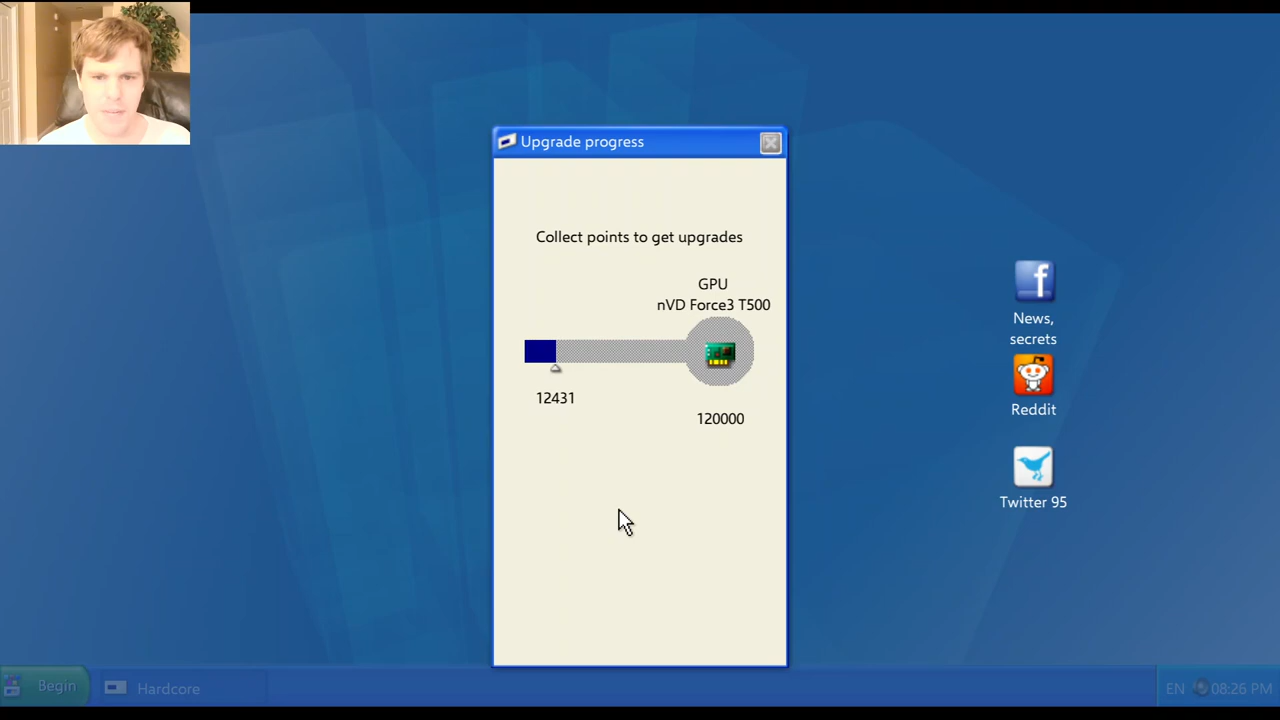 Upgrade progress
Collect points to get upgrades
GPU
nVD Force3 T500
12431
120000
News,
secrets
Reddit
Twitter 95
Begin
Hardcore
EN 08:26 PM